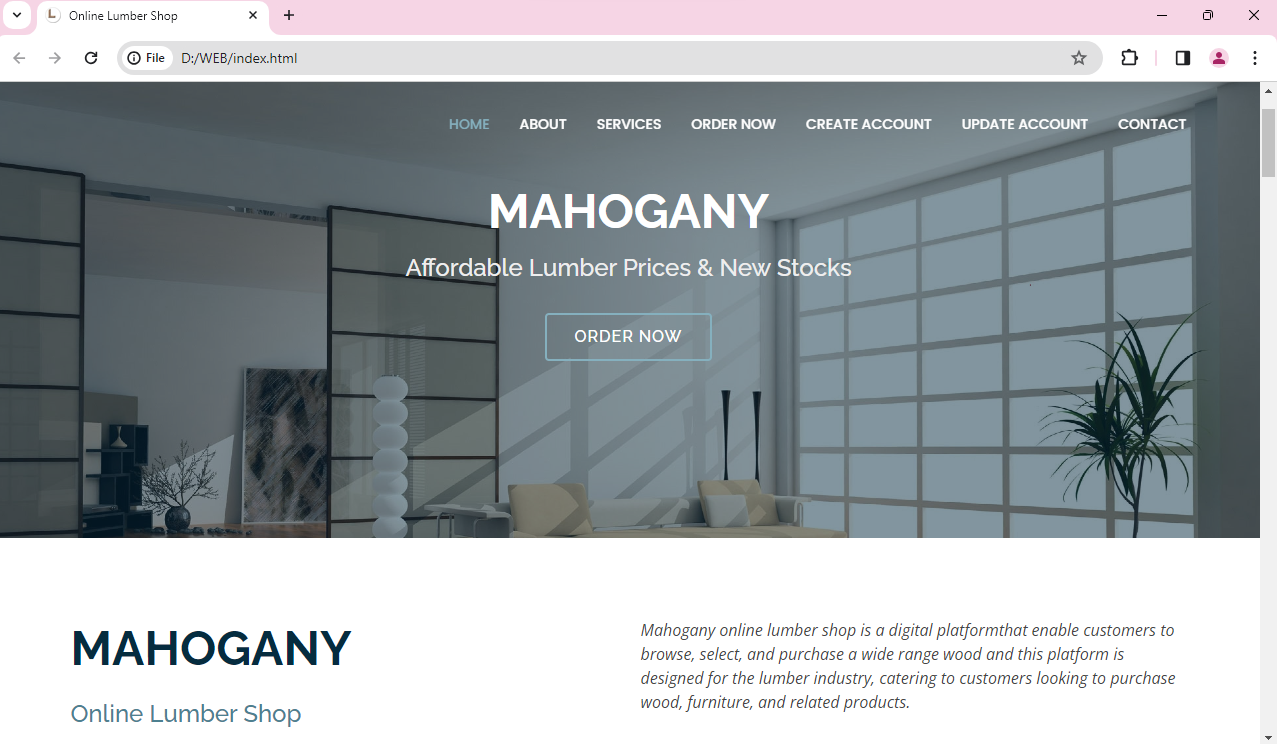 Online Lumber Shop
File
D:/WEB/index.html
HOME ABOUT SERVICES ORDER NOW CREATE ACCOUNT UPDATE ACCOUNT CONTACT
MAHOGANY
Affordable Lumber Prices & New Stocks
ORDER NOW
MAHOGANY
Online Lumber Shop
Mahogany online lumber shop is a digital platformthat enable customers to
browse, select, and purchase a wide range wood and this platform is
designed for the lumber industry, catering to customers looking to purchase
wood, furniture, and related products.